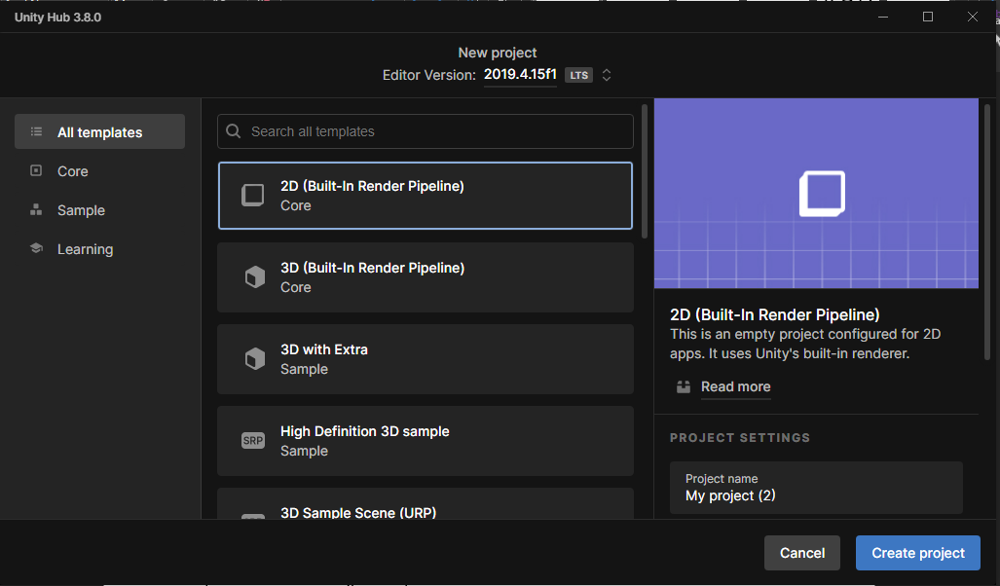 Unity Hub 3.8.0
New project
Editor Version: 2019.4.15f1 LTS
All templates
Core
Sample
Learning
Search all templates
2D (Built-In Render Pipeline)
Core
3D (Built-In Render Pipeline)
Core
3D with Extra
Sample
High Definition 3D sample
Sample
SRP
3D Sample Scene (URP)
2D (Built-In Render Pipeline)
This is an empty project configured for 2D
apps. It uses Unity's built-in renderer.
Read more
PROJECT SETTINGS
Project name
My project (2)
Cancel
Create project